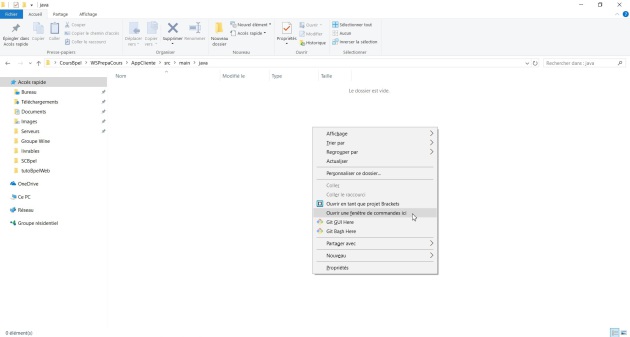 java
Fichier Accueil Partage Affichage
Épingler dans Accès rapide
Copier
Coller
Couper
Copier le chemin d'accès
Coller le raccourci
Presse-papiers
Déplacer vers
Copier vers
Supprimer
Renommer
Organiser
Nouveau dossier
Nouvel élément
Accès rapide
Nouveau
Propriétés
Ouvrir
Modifier
Historique
Ouvrir
Sélectionner tout
Aucun
Inverser la sélection
Sélectionner
CoursBpel > WSPrepaCours > AppCliente > src > main > java
Rechercher dans : java
Nom Modifié le Type Taille
Le dossier est vide.
Accès rapide
Bureau
Téléchargements
Documents
Images
Serveurs
Groupe Wine
livrables
SCBpel
tutoBpelWeb
OneDrive
Ce PC
Réseau
Groupe résidentiel
Affichage
Trier par
Regrouper par
Actualiser
Personnaliser ce dossier...
Coller
Coller le raccourci
Ouvrir en tant que projet Brackets
Ouvrir une fenêtre de commandes ici
Git GUI Here
Git Bash Here
Partager avec
Nouveau
Propriétés
0 élément(s)